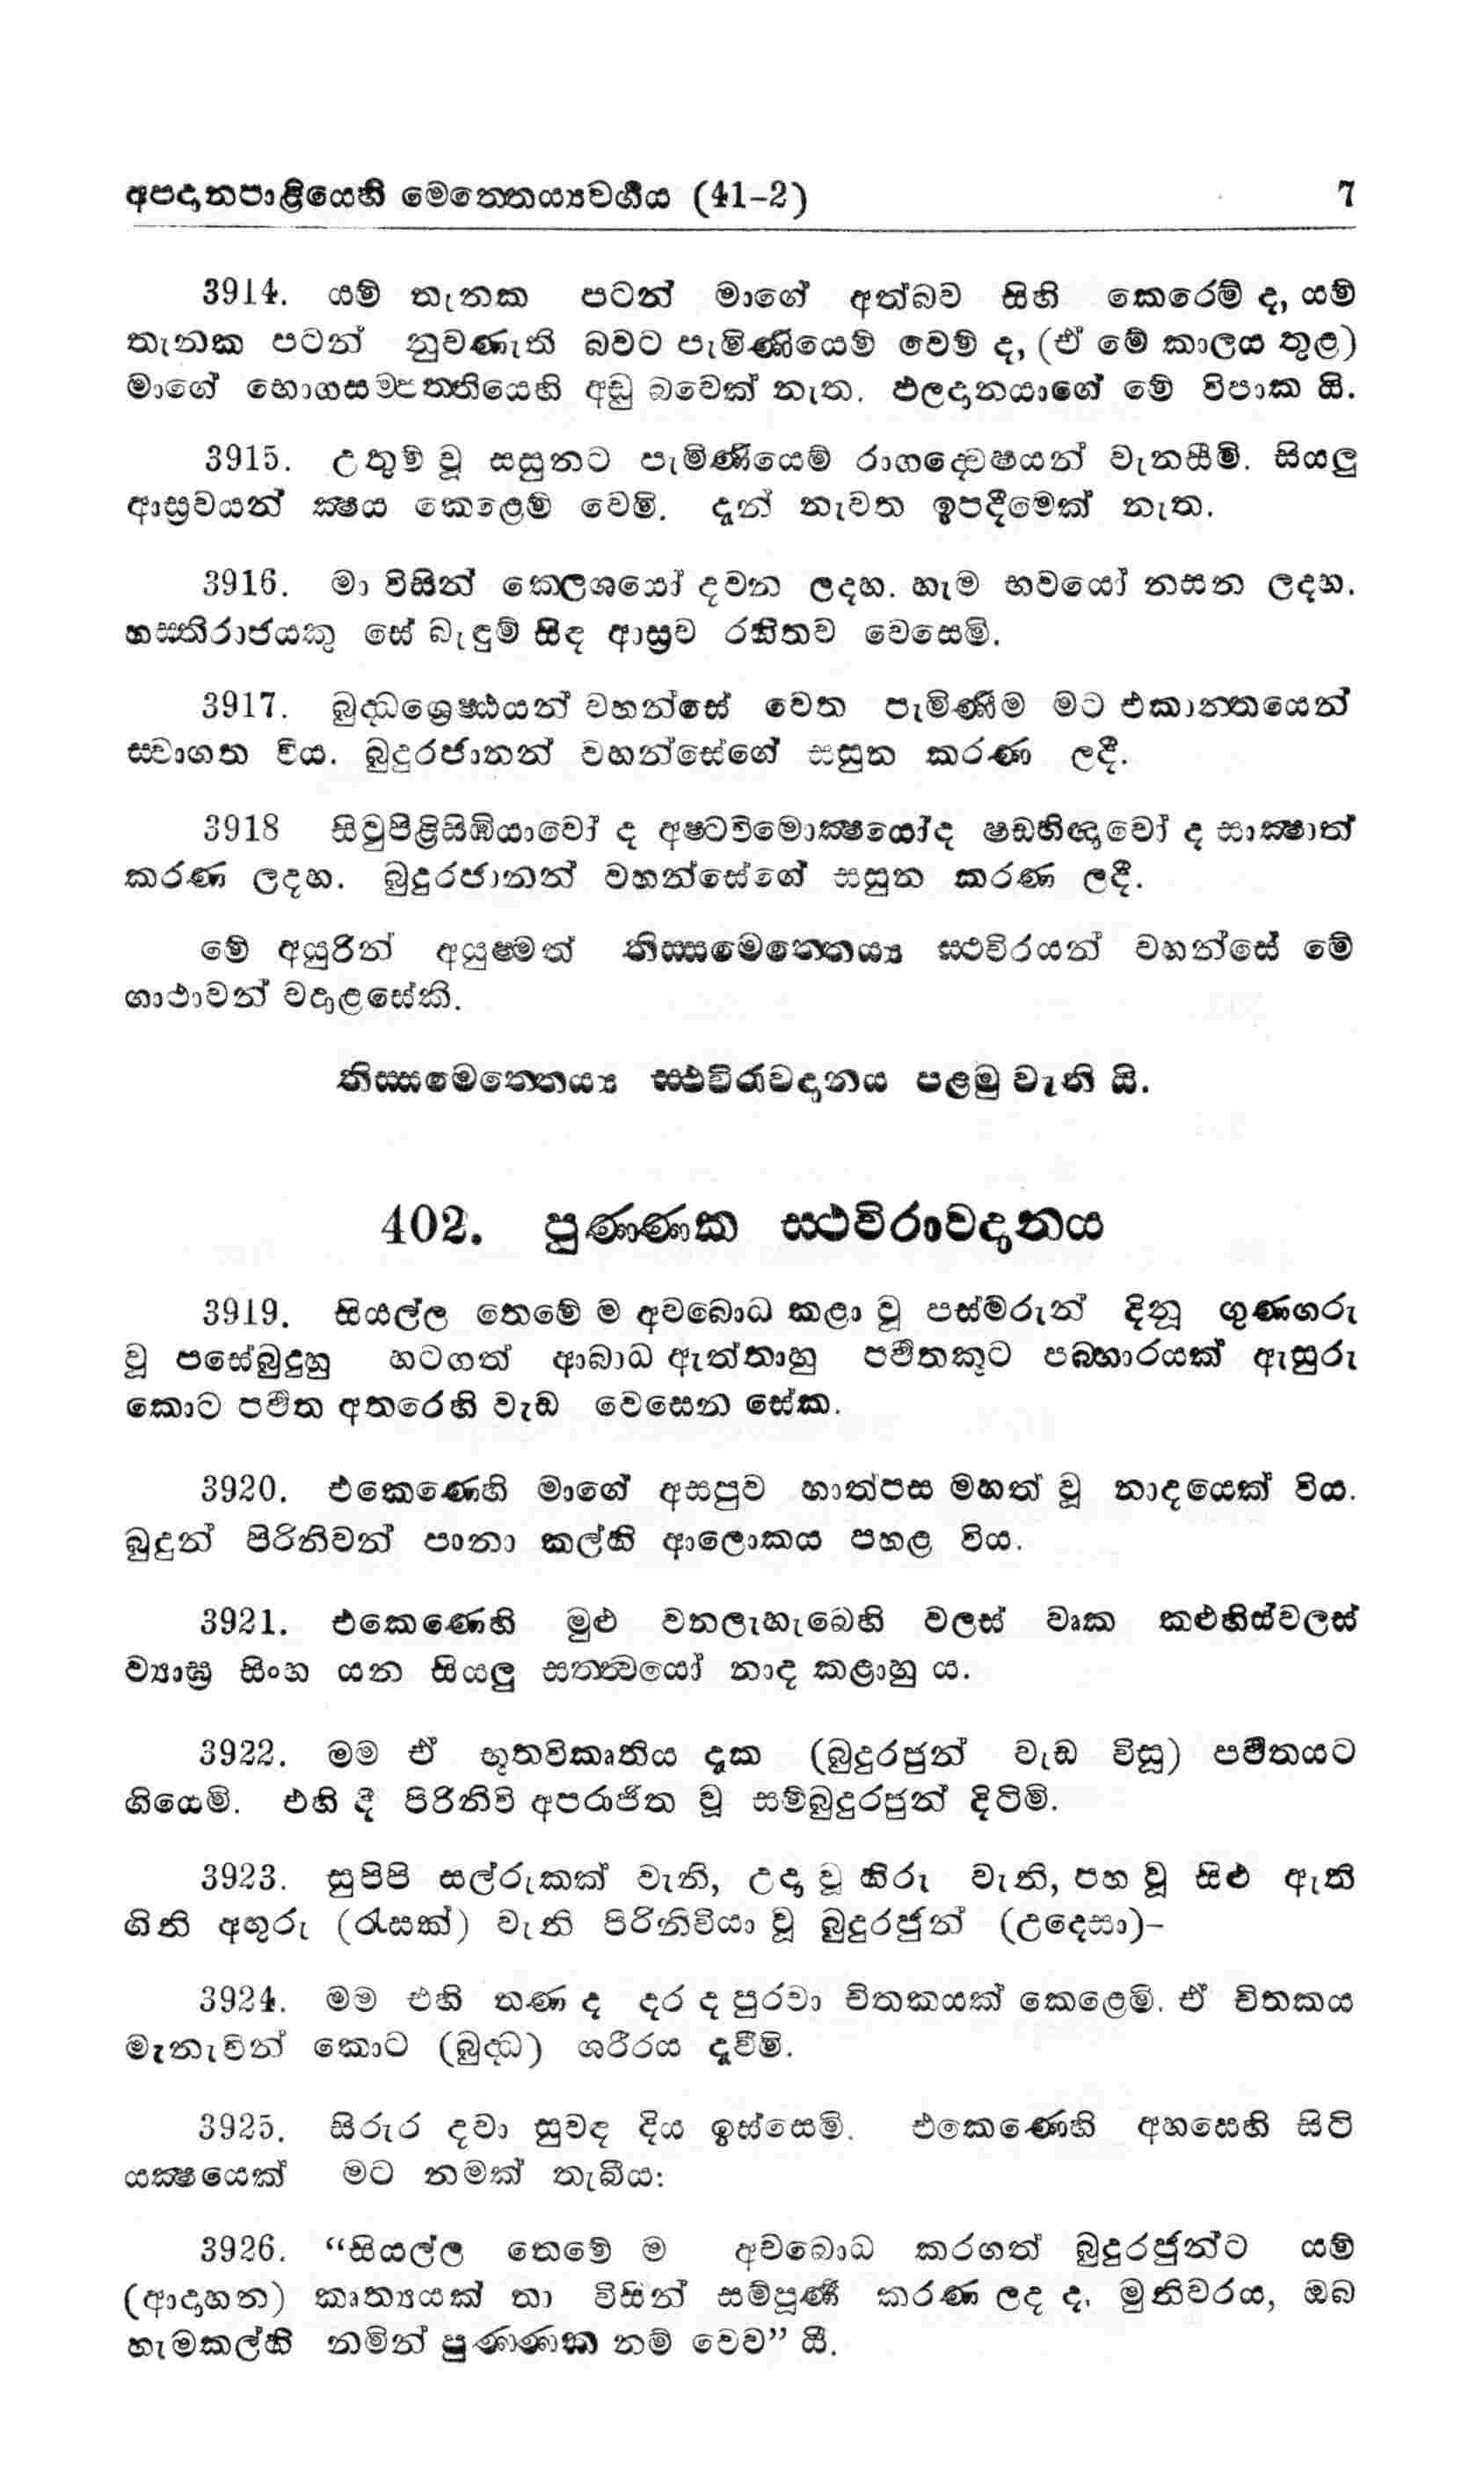 අපදානපාළියෙහි මෙත්තෙය්‍යවර්‍ගය (41-2) 7
3914. යම් තැනක පටන් මාගේ අත්බව සිහි කෙරෙම් ද, යම්
තැනක පටන් නුවණැති බවට පැමිණියෙම් වෙම් ද, (ඒ මේ කාලය තුළ)
මාගේ භොගසම්පත්තියෙහි අඩු බවෙක් නැත. ඵලදානයාගේ මේ විපාක යි.
3915. උතුම් වූ සසුනට පැමිණියෙම් රාගද්වේෂයන් වැනසීමි. සියලු
ආස්‍රවයන් ක්‍ෂය කෙළෙම් වෙමි. දැන් නැවත ඉපදීමෙක් නැත.
3916. මා විසින් කෙලශයෝ දවන ලදහ. හැම භවයෝ නසන ලදහ.
හස්තිරාජයකු සේ බැඳුම් සිඳ ආස්‍රව රහිතව වෙසෙමි.
3917. බුද්ධශ්‍රෙෂ්ඨයන් වහන්සේ වෙත පැමිණීම මට එකාන්තයෙන්
ස්වාගත විය. බුදුරජානන් වහන්සේගේ සසුන කරණ ලදී.
3918 සිවුපිළිසිඹියාවෝ ද අෂ්ටවිමොක්‍ෂයෝද ෂඩභිඥාවෝ ද සාක්‍ෂාත්
කරණ ලදහ. බුදුරජානන් වහන්සේගේ සසුන කරණ ලදී.
මේ අයුරින් අයුෂ්මත් තිස්සමෙත්තෙය්‍ය ස්ථවිරයන් වහන්සේ මේ
ගාථාවන් වදාළසේකි.
තිස්සමෙත්තෙය්‍ය ස්ථවිරාවදානය පළමු වැනි යි.
402. පුණ්ණක ස්ථවිරාවදානය
3919. සියල්ල තෙමේ ම අවබොධ කළා වූ පස්මරුන් දිනූ ගුණගරු
වූ පසේබුදුහු හටගත් ආබාධ ඇත්තාහු පර්‍වතකූට පබ්භාරයක් ඇසුරු
කොට පර්‍වත අතරෙහි වැඩ වෙසෙන සේක.
3920. එකෙණෙහි මාගේ අසපුව හාත්පස මහත් වූ නාදයෙක් විය.
බුදුන් පිරිනිවන් පානා කල්හි ආලොකය පහළ විය.
3921. එකෙණෙහි මුළු වනලැහැබෙහි වලස් වෘක කළුහිස්වලස්
ව්‍යාඝ්‍ර සිංහ යන සියලු සත්ත්වයෝ නාද කළාහු ය.
3922. මම ඒ භූතවිකෘතිය දැක (බුදුරජුන් වැඩ විසූ) පර්‍වතයට
ගියෙමි. එහි දී පිරිනිවි අපරාජිත වූ සම්බුදුරජුන් දිටිමි.
3923. සුපිපි සල්රුකක් වැනි, උදා වූ හිරු වැනි, පහ වූ සිළු ඇති
ගිනි අඟුරු (රැසක්) වැනි පිරිනිවියා වූ බුදුරජුන් (උදෙසා)-
3924. මම එහි තණ ද දර ද පුරවා චිතකයක් කෙළෙමි. ඒ චිතකය
මැනැවින් කොට (බුද්ධ) ශරීරය දැවීමි.
3925. සිරුර දවා සුවඳ දිය ඉස්සෙමි. එකෙණෙහි අහසෙහි සිටි
යක්‍ෂයෙක් මට නමක් තැබීය:
3926. “සියල්ල තෙමේ ම අවබොධ කරගත් බුදුරජුන්ට යම්
(ආදාහන) කෘත්‍යයක් තා විසින් සම්පූර්‍ණ කරණ ලද ද, මුනිවරය, ඔබ
හැමකල්හි නමින් පුණ්ණක නම් වෙව” යී.